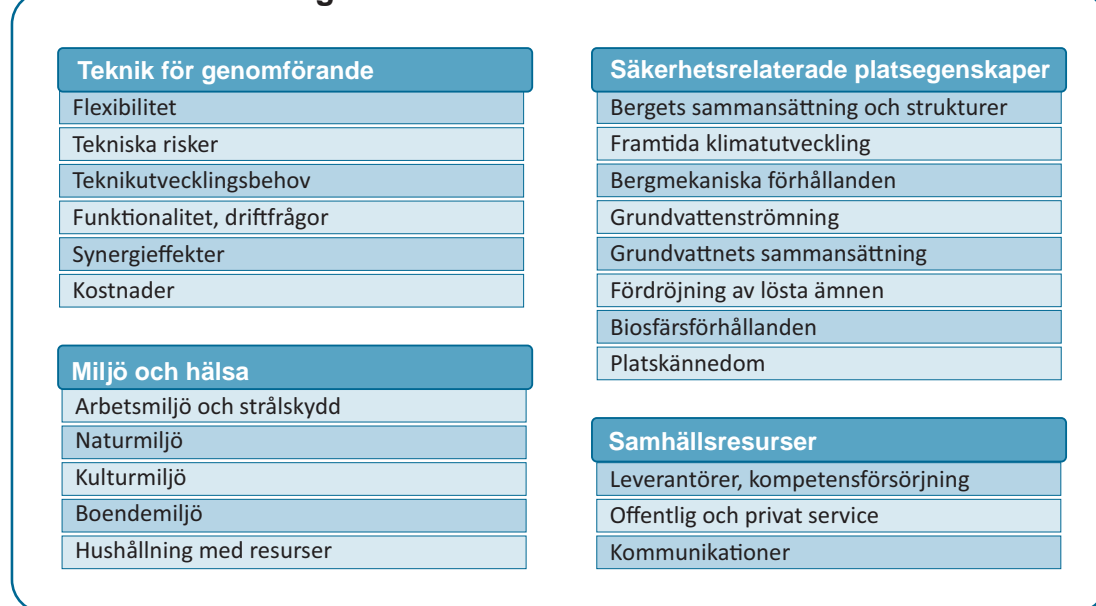 Teknik för genomförande
Flexibilitet
Tekniska risker
Teknikutvecklingsbehov
Funktionalitet, driftfrågor
Synergieffekter
Kostnader
Miljö och hälsa
Arbetsmiljö och strålskydd
Naturmiljö
Kulturmiljö
Boendemiljö
Hushållning med resurser
Säkerhetsrelaterade platsegenskaper
Bergets sammansättning och strukturer
Framtida klimatutveckling
Bergmekaniska förhållanden
Grundvattenströmning
Grundvattnets sammansättning
Fördröjning av lösta ämnen
Biosfärsförhållanden
Platskännedom
Samhällsresurser
Leverantörer, kompetensförsörjning
Offentlig och privat service
Kommunikationer